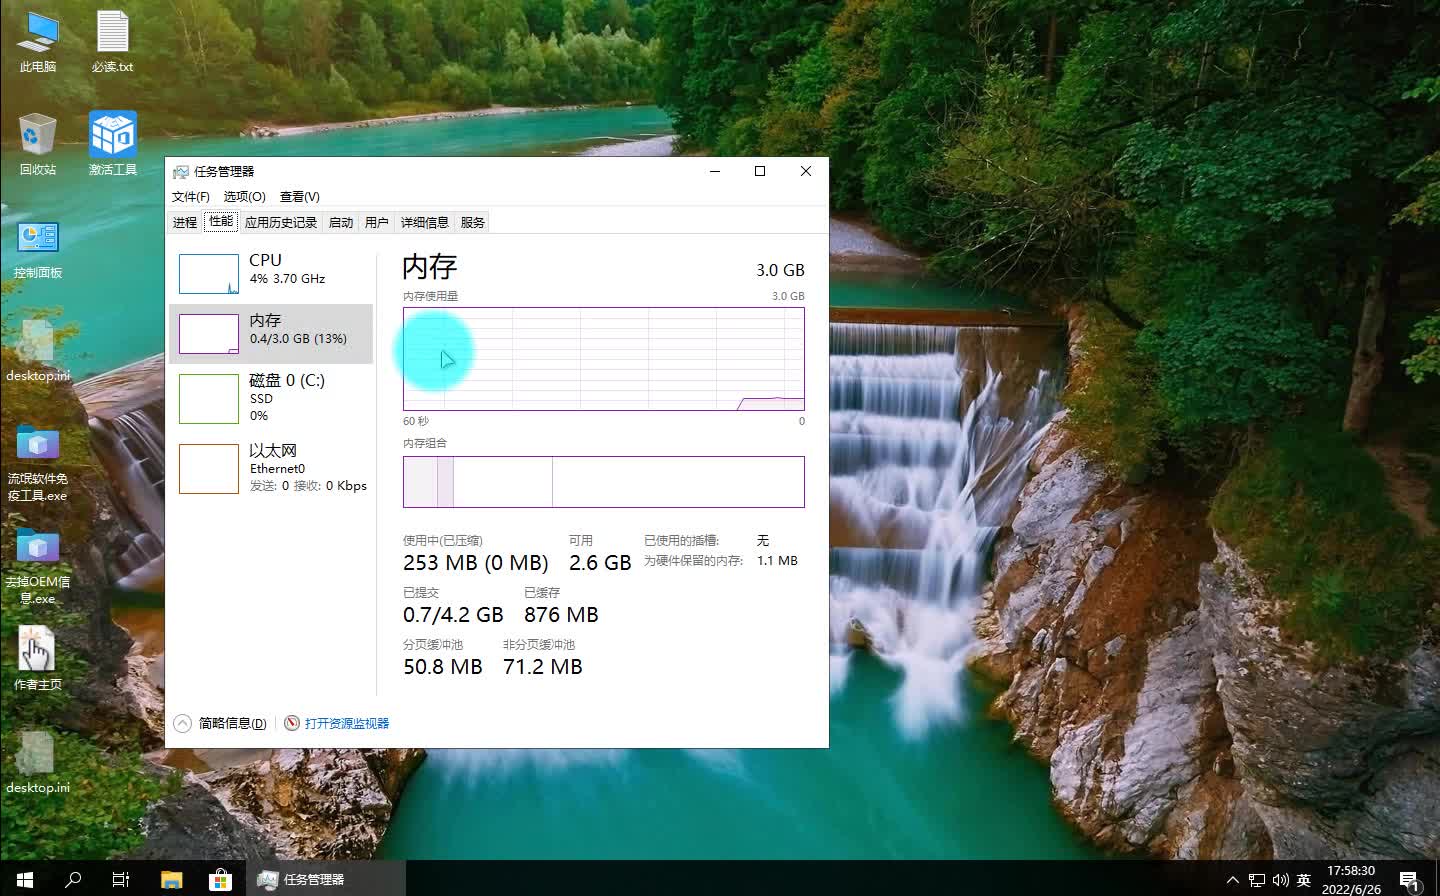 此电脑
必读.txt
回收站
激活工具
控制面板
desktop.ini
流氓软件免
疫工具.exe
去掉OEM信
息.exe
作者主页
desktop.ini
任务管理器
文件(F) 选项(O) 查看(V)
进程 性能 应用历史记录 启动 用户 详细信息 服务
CPU
4% 3.70 GHz
内存
0.4/3.0 GB (13%)
磁盘 0 (C:)
SSD
0%
以太网
Ethernet0
发送: 0 接收: 0 Kbps
内存 3.0 GB
内存使用量 3.0 GB
60 秒 0
内存组合
使用中(已压缩) 可用 已使用的插槽: 无
253 MB (0 MB) 2.6 GB 为硬件保留的内存: 1.1 MB
已提交 已缓存
0.7/4.2 GB 876 MB
分页缓冲池 非分页缓冲池
50.8 MB 71.2 MB
简略信息(D) 打开资源监视器
任务管理器
英
17:58:30
2022/6/26
1